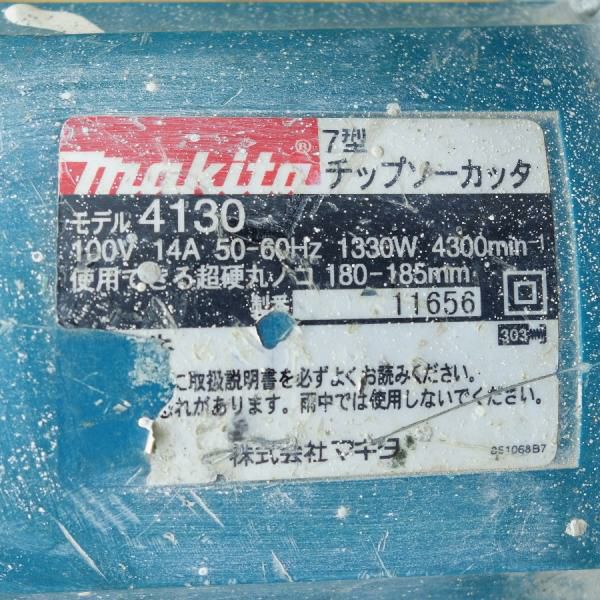 makita® 7型
チップソーカッタ
モデル 4130
100V 14A 50-60Hz 1330W 4300min⁻¹
使用できる超硬丸ノコ 180-185mm
製番 11656
303
に取扱説明書を必ずよくお読みください。
があります。雨中では使用しないでください。
株式会社マキタ
851068B7